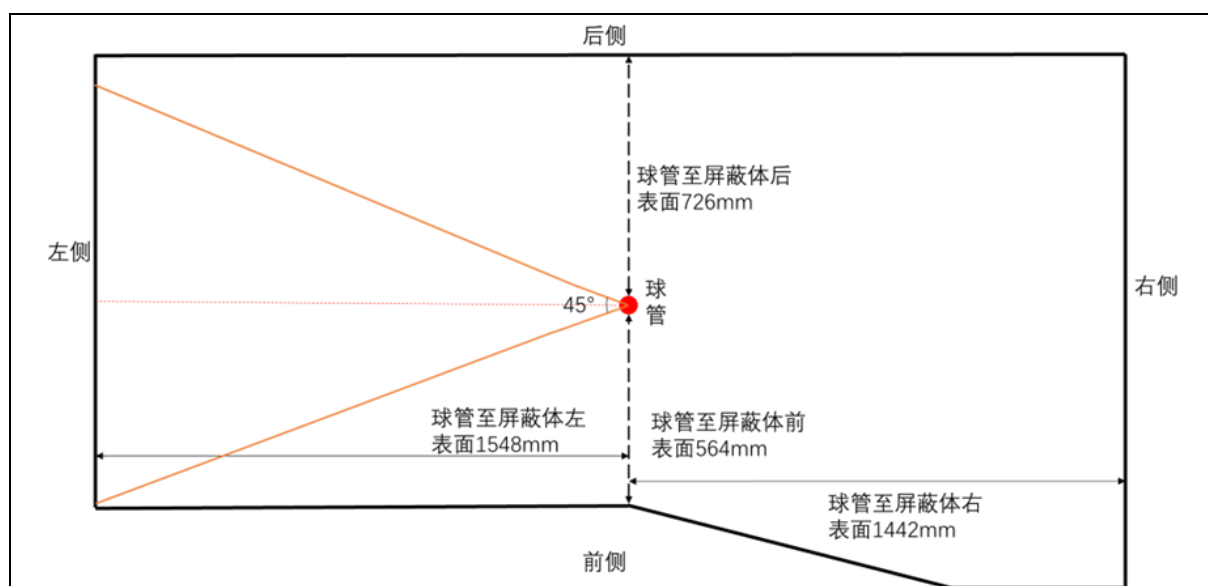 后侧
球管至屏蔽体后
表面726mm
左侧
球
管
45°
右侧
球管至屏蔽体左
表面1548mm
球管至屏蔽体前
表面564mm
球管至屏蔽体右
表面1442mm
前侧